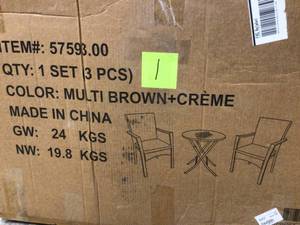 ITEM#: 57593.00
QTY: 1 SET (3 PCS)
1
COLOR: MULTI BROWN+CRÈME
MADE IN CHINA
GW: 24 KGS
NW: 19.8 KGS